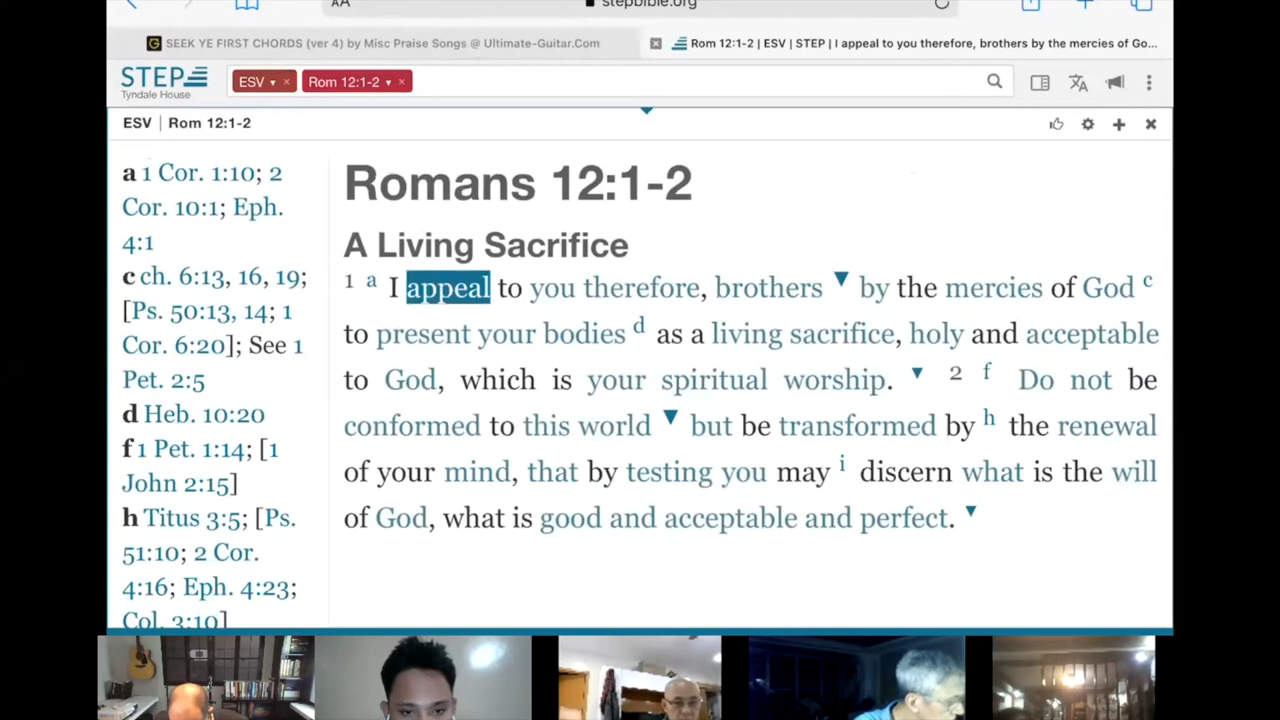 AA
stepbible.org
SEEK YE FIRST CHORDS (ver 4) by Misc Praise Songs @ Ultimate-Guitar.Com
Rom 12:1-2 | ESV | STEP | I appeal to you therefore, brothers by the mercies of Go...
STEP
Tyndale House
ESV ▾ ×
Rom 12:1-2 ▾ ×
ESV | Rom 12:1-2
a 1 Cor. 1:10; 2
Cor. 10:1; Eph.
4:1
c ch. 6:13, 16, 19;
[Ps. 50:13, 14; 1
Cor. 6:20]; See 1
Pet. 2:5
d Heb. 10:20
f 1 Pet. 1:14; [1
John 2:15]
h Titus 3:5; [Ps.
51:10; 2 Cor.
4:16; Eph. 4:23;
Col. 3:10]
Romans 12:1-2
A Living Sacrifice
1 a I appeal to you therefore, brothers ▼ by the mercies of God c
to present your bodies d as a living sacrifice, holy and acceptable
to God, which is your spiritual worship. ▼ 2 f Do not be
conformed to this world ▼ but be transformed by h the renewal
of your mind, that by testing you may i discern what is the will
of God, what is good and acceptable and perfect. ▼